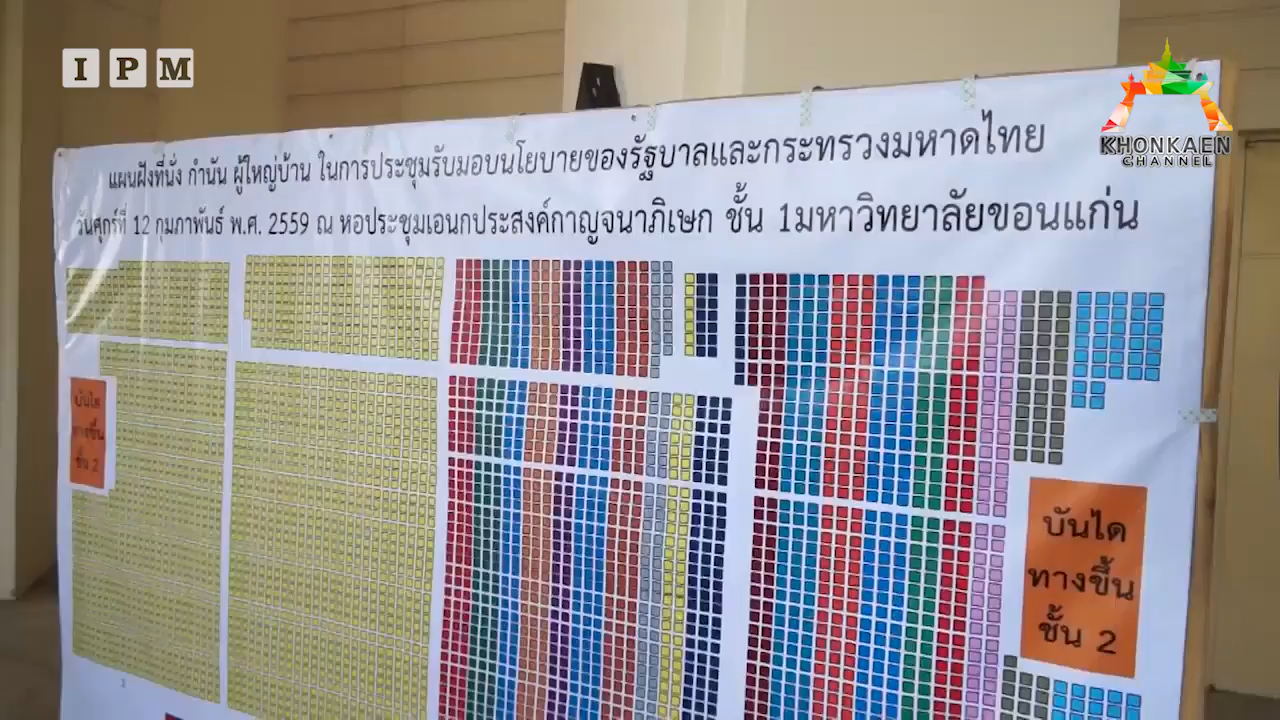 IPM
KHONKAEN
CHANNEL
แผนผังที่นั่ง กำนัน ผู้ใหญ่บ้าน ในการประชุมรับมอบนโยบายของรัฐบาลและกระทรวงมหาดไทย
วันศุกร์ที่ 12 กุมภาพันธ์ พ.ศ. 2559 ณ หอประชุมเอนกประสงค์กาญจนาภิเษก ชั้น 1มหาวิทยาลัยขอนแก่น
บันได
ทางขึ้น
ชั้น 2
บันได
ทางขึ้น
ชั้น 2